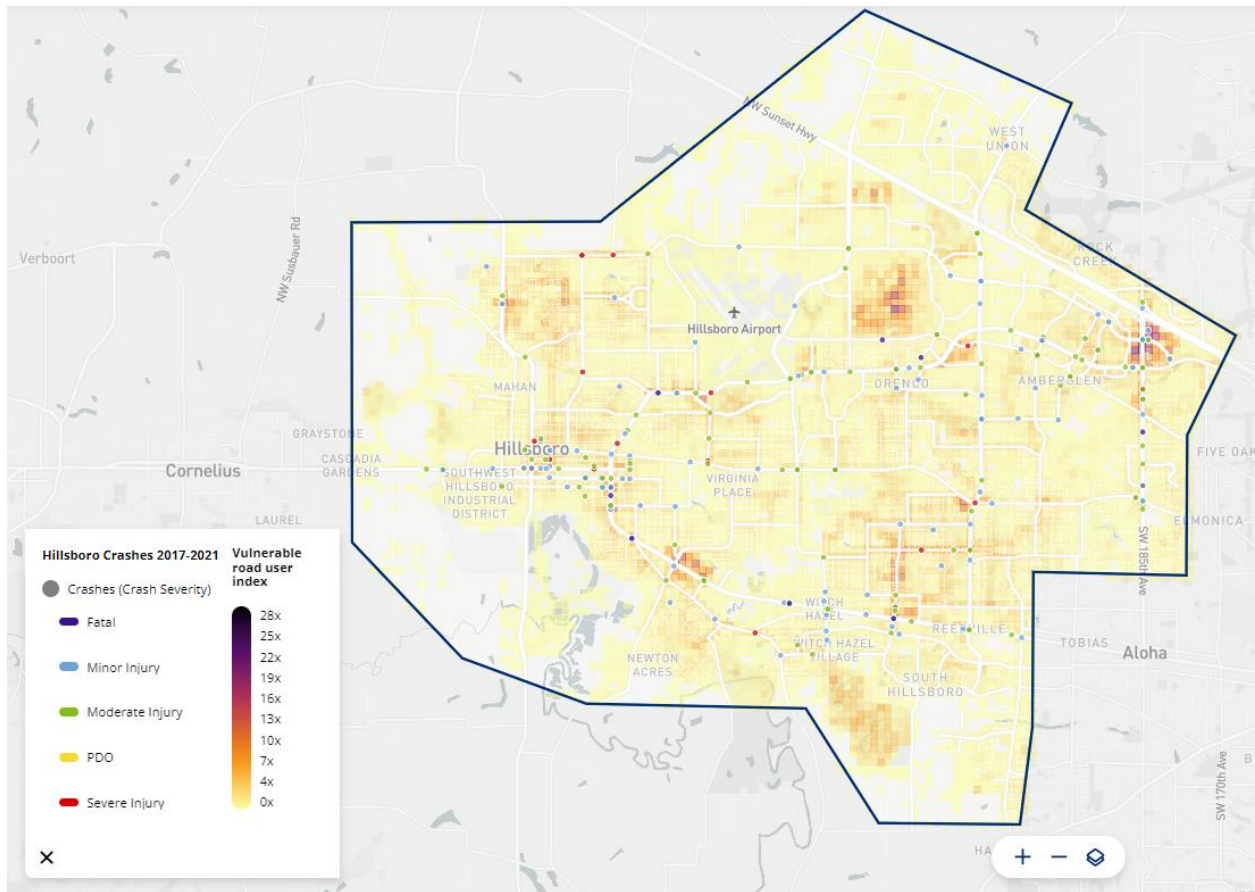 NW Sunset Hwy
WEST
UNION
Verboort
NW Susbauer Rd
ROCK
CREEK
Hillsboro Airport
MAHAN
ORENCO
AMBERGLEN
GRAYSTONE
Hillsboro
CASCADIA
GARDENS
Cornelius
SOUTHWEST
HILLSBORO
INDUSTRIAL
DISTRICT
VIRGINIA
PLACE
FIVE OAK
LAUREL
ELMONICA
SW 185th Ave
WITCH
HAZEL
REEDVILLE
WITCH HAZEL
VILLAGE
TOBIAS
Aloha
NEWTON
ACRES
SOUTH
HILLSBORO
SW 170th Ave
B
HA
Hillsboro Crashes 2017-2021
Vulnerable
road user
index
Crashes (Crash Severity)
Fatal
Minor Injury
Moderate Injury
PDO
Severe Injury
28x
25x
22x
19x
16x
13x
10x
7x
4x
0x